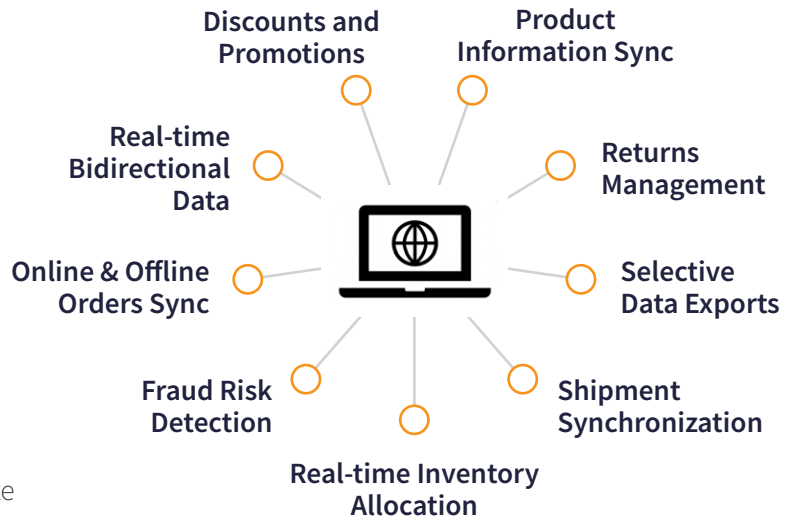 Discounts and
Promotions
Product
Information Sync
Real-time
Bidirectional
Data
Returns
Management
Online & Offline
Orders Sync
Selective
Data Exports
Fraud Risk
Detection
Shipment
Synchronization
Real-time Inventory
Allocation